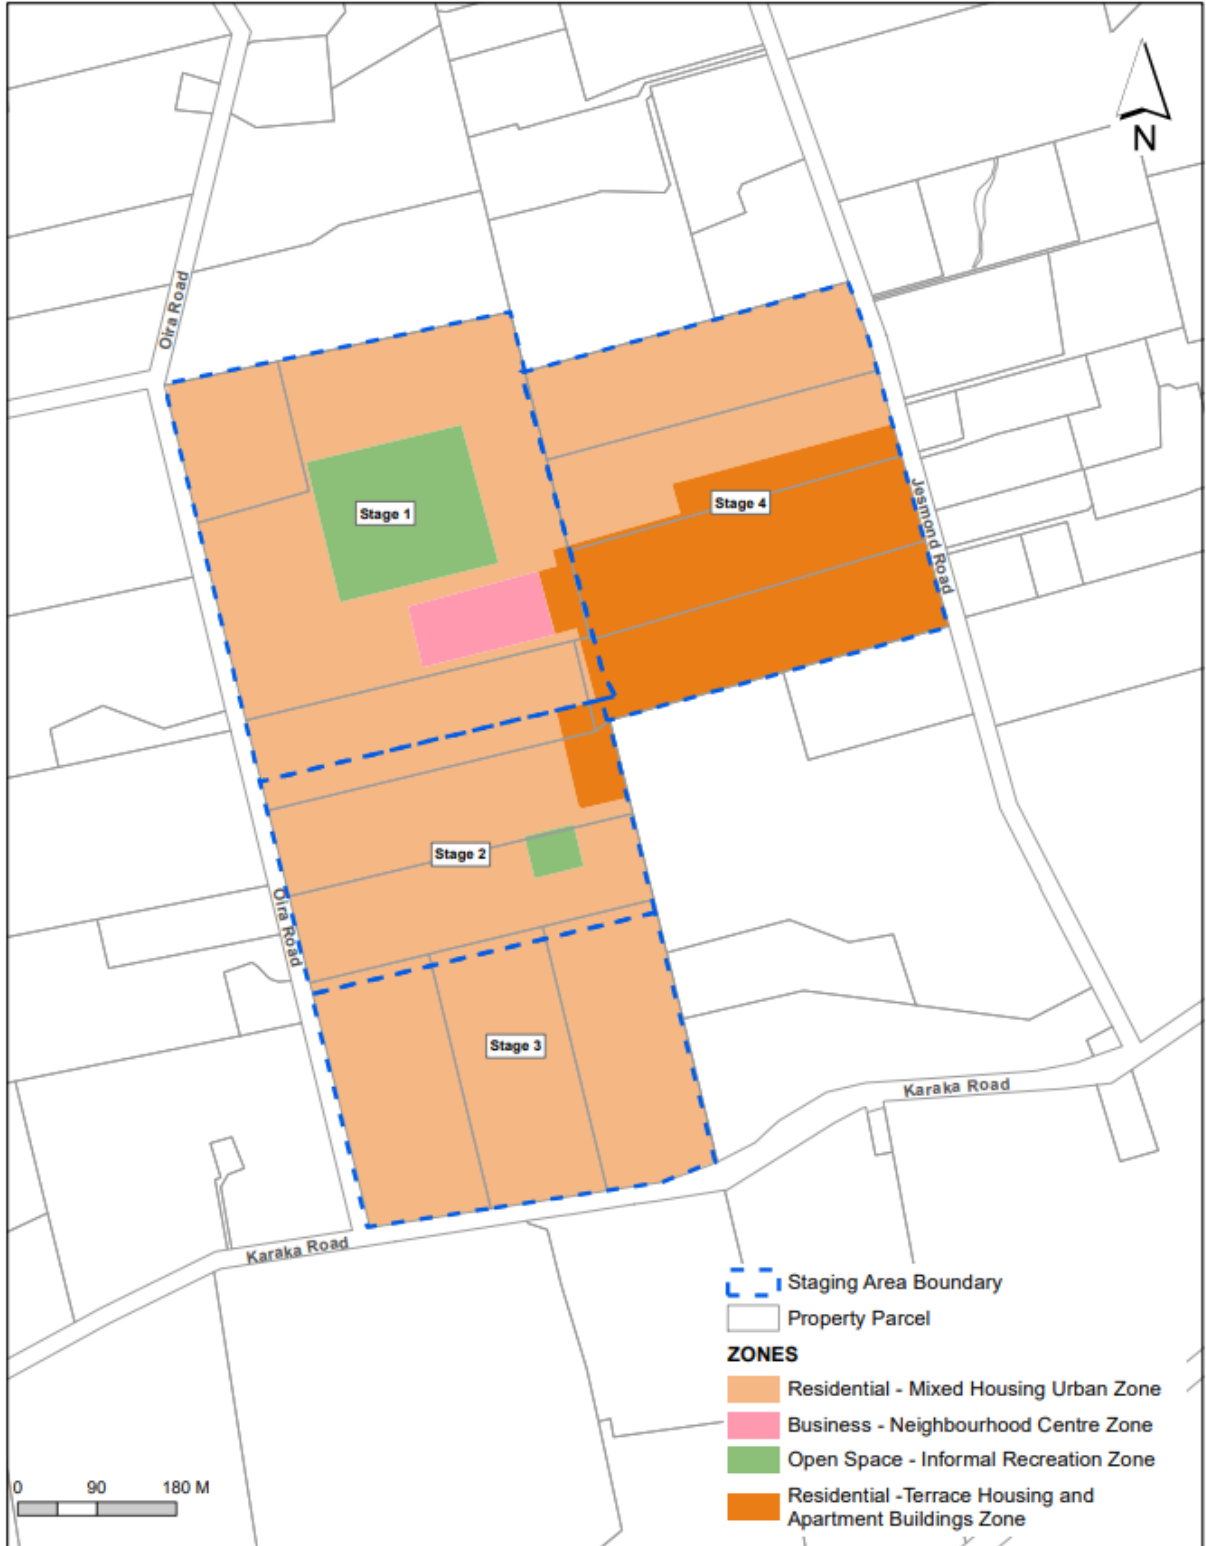 N
Oira Road
Stage 1
Stage 4
Jesmond Road
Stage 2
Oira Road
Stage 3
Karaka Road
Karaka Road
Staging Area Boundary
Property Parcel
ZONES
Residential - Mixed Housing Urban Zone
Business - Neighbourhood Centre Zone
Open Space - Informal Recreation Zone
Residential -Terrace Housing and
Apartment Buildings Zone
0 90 180 M